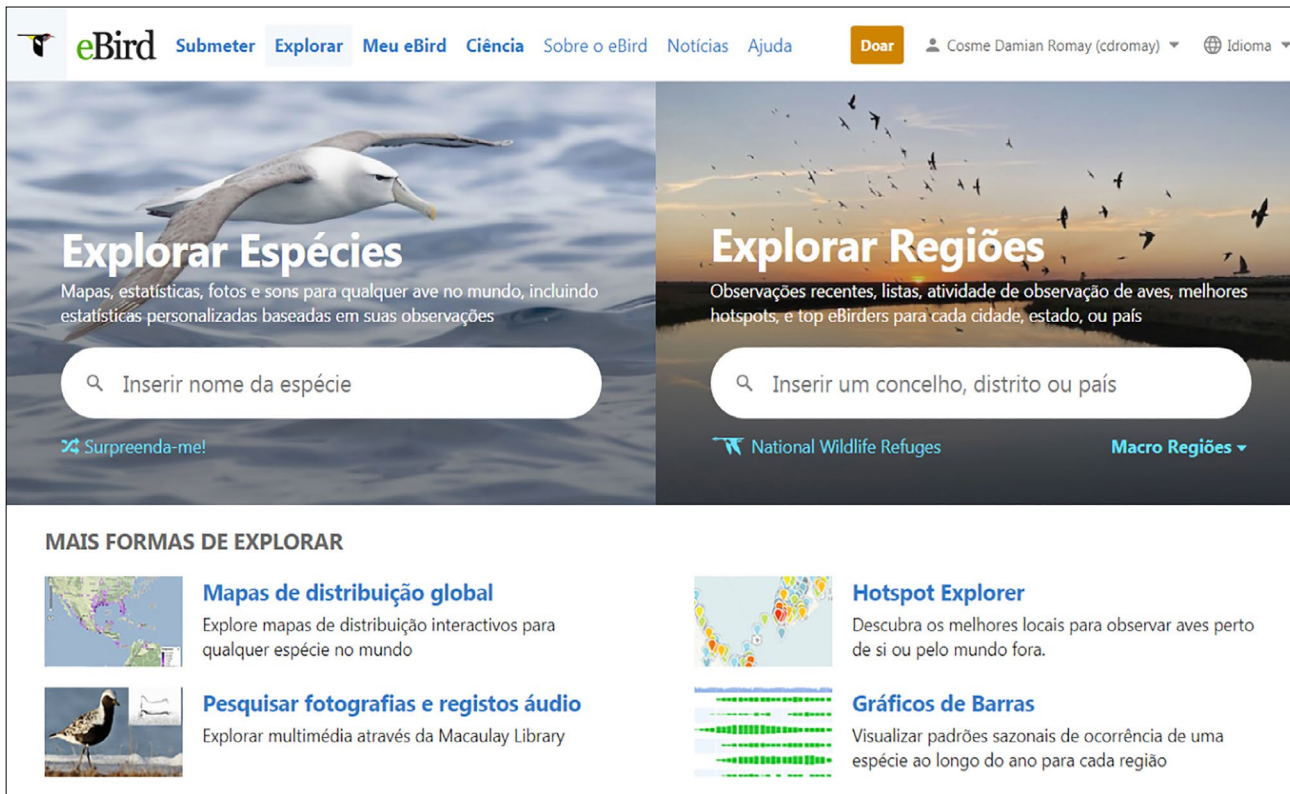 eBird Submeter Explorar Meu eBird Ciência Sobre o eBird Notícias Ajuda Doar Cosme Damian Romay (cdromay) Idioma
Explorar Espécies
Mapas, estatísticas, fotos e sons para qualquer ave no mundo, incluindo
estatísticas personalizadas baseadas em suas observações
Inserir nome da espécie
Surpreenda-me!
Explorar Regiões
Observações recentes, listas, atividade de observação de aves, melhores
hotspots, e top eBirders para cada cidade, estado, ou país
Inserir um concelho, distrito ou país
National Wildlife Refuges
Macro Regiões
MAIS FORMAS DE EXPLORAR
Mapas de distribuição global
Explore mapas de distribuição interactivos para
qualquer espécie no mundo
Hotspot Explorer
Descubra os melhores locais para observar aves perto
de si ou pelo mundo fora.
Pesquisar fotografias e registos áudio
Explorar multimédia através da Macaulay Library
Gráficos de Barras
Visualizar padrões sazonais de ocorrência de uma
espécie ao longo do ano para cada região